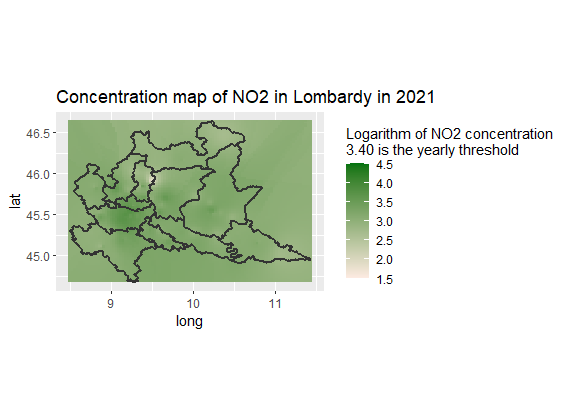 Concentration map of NO2 in Lombardy in 2021
46.5
46.0
45.5
45.0
lat
9
10
11
long
Logarithm of NO2 concentration
3.40 is the yearly threshold
4.5
4.0
3.5
3.0
2.5
2.0
1.5